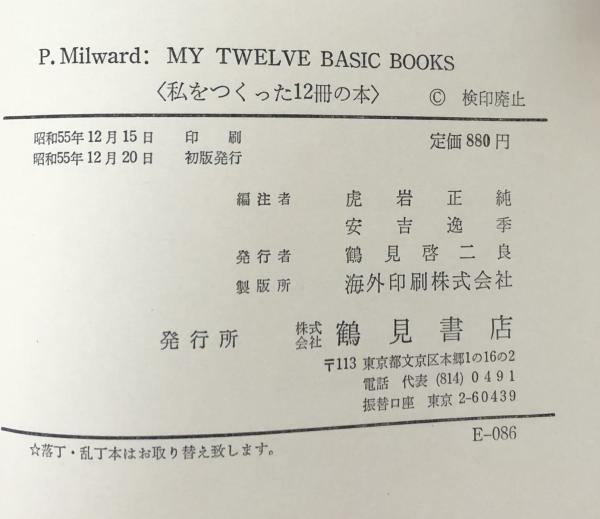 P. Milward: MY TWELVE BASIC BOOKS
〈私をつくった12冊の本〉 © 検印廃止
昭和55年12月15日 印刷 定価 880円
昭和55年12月20日 初版発行
編注者 虎岩正純
安吉逸季
発行者 鶴見啓二良
製版所 海外印刷株式会社
発行所 株式会社 鶴見書店
〒113 東京都文京区本郷1の16の2
電話 代表 (814) 0491
振替口座 東京 2-60439
E-086
☆落丁・乱丁本はお取り替え致します。